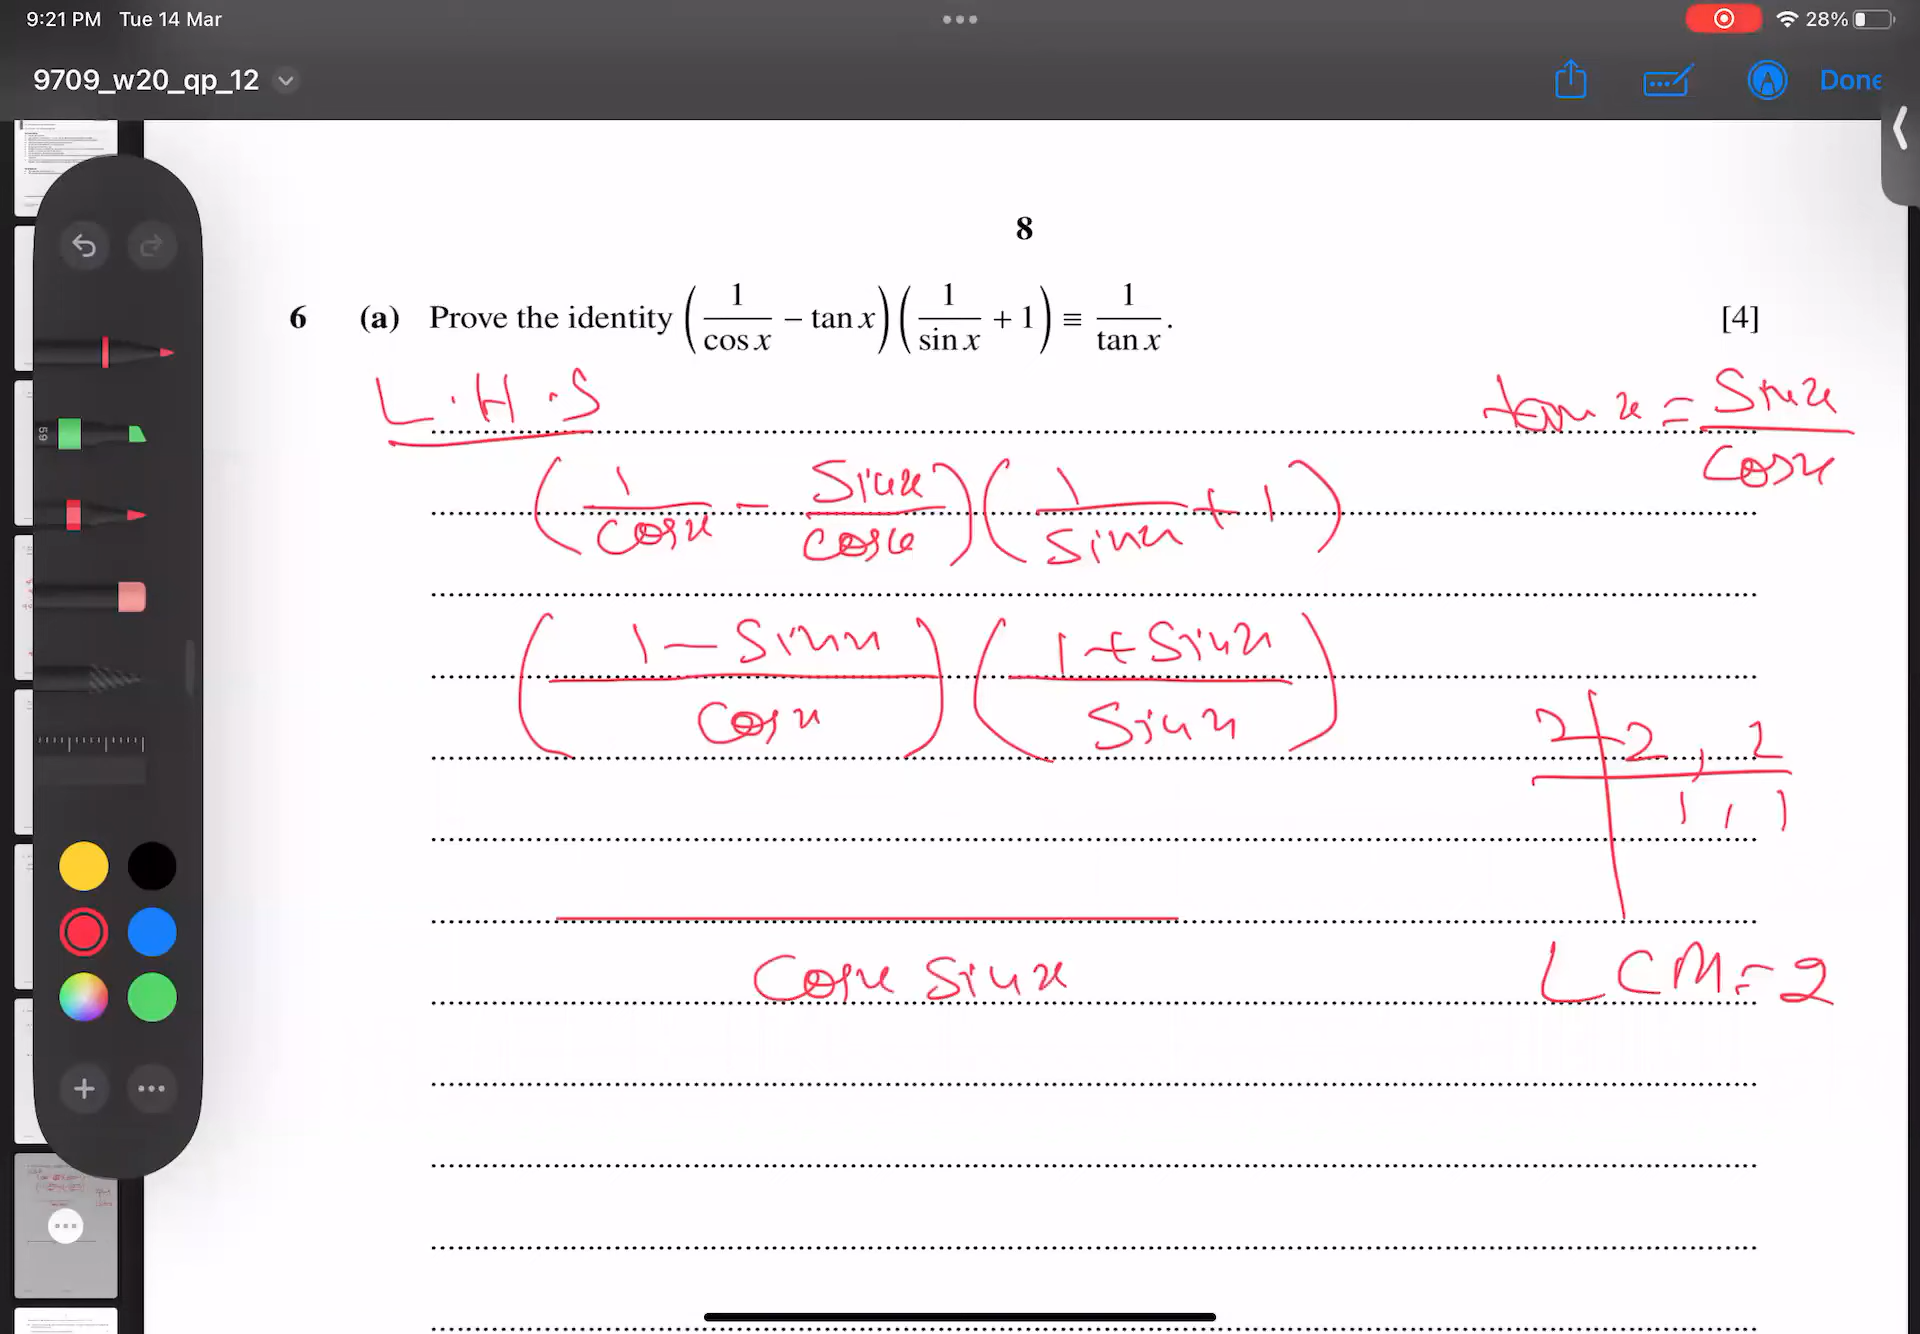 9:21 PM Tue 14 Mar
28%
9709_w20_qp_12
Done
8
6 (a) Prove the identity (1/cos x − tan x)(1/sin x + 1) ≡ 1/tan x. [4]
L.H.S
tan x = sin x/cos x
(1/cos x − sin x/cos x)(1/sin x + 1)
((1 − sin x)/cos x)((1 + sin x)/sin x)
2 | 2, 2
1, 1
cos x sin x
LCM = 2
59